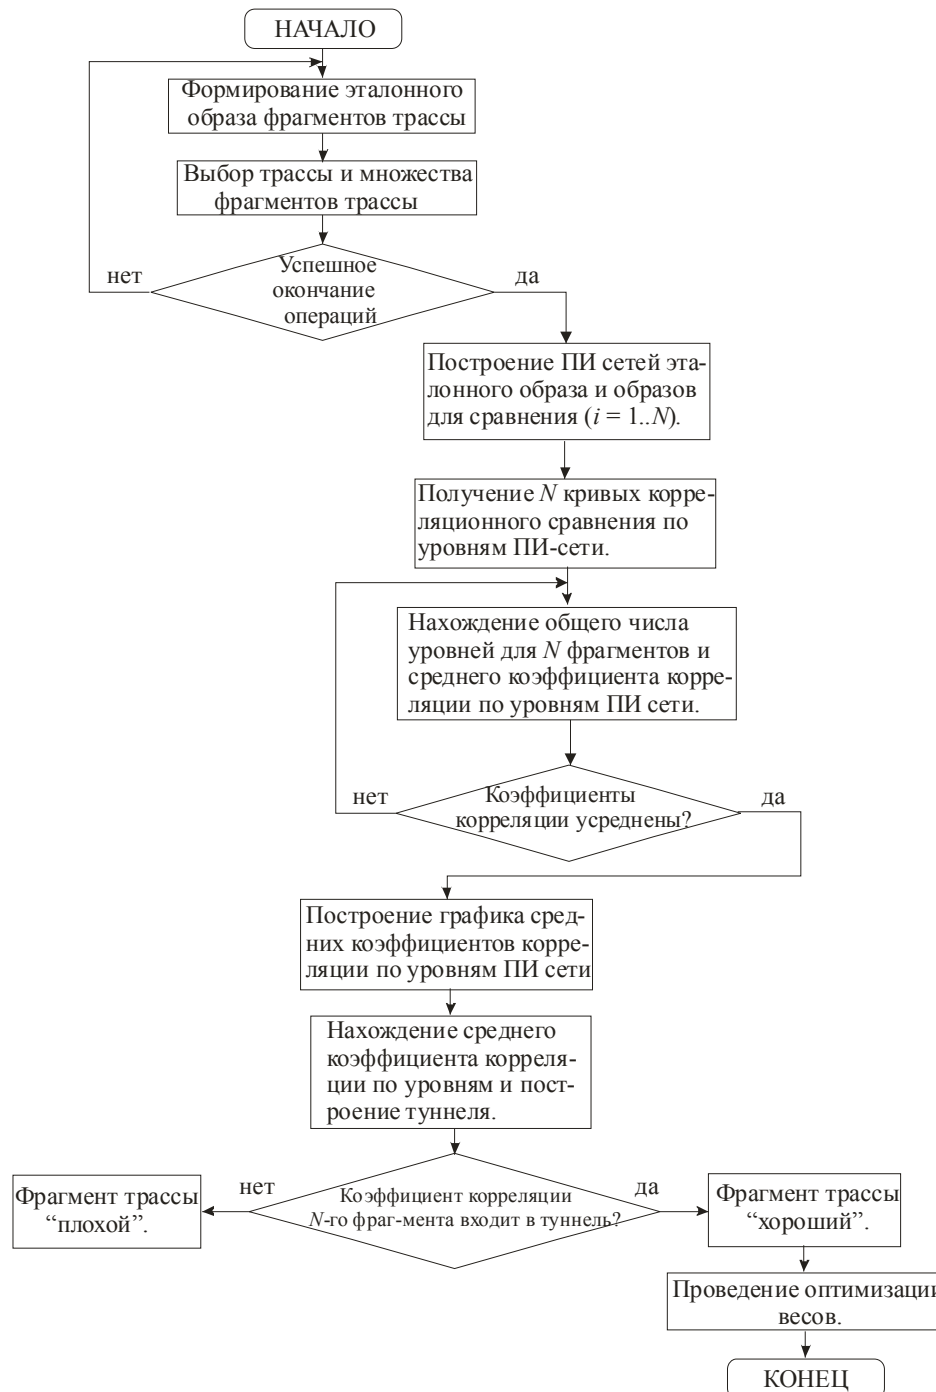 НАЧАЛО
Формирование эталонного
образа фрагментов трассы
Выбор трассы и множества
фрагментов трассы
нет
Успешное
окончание
операций
да
Построение ПИ сетей эта-
лонного образа и образов
для сравнения (i = 1..N).
Получение N кривых корре-
ляционного сравнения по
уровням ПИ-сети.
Нахождение общего числа
уровней для N фрагментов и
среднего коэффициента корре-
ляции по уровням ПИ сети.
нет
Коэффициенты
корреляции усреднены?
да
Построение графика сред-
них коэффициентов корре-
ляции по уровням ПИ сети
Нахождение среднего
коэффициента корреля-
ции по уровням и пост-
роение туннеля.
нет
Коэффициент корреляции
N-го фраг-мента входит в туннель?
да
Фрагмент трассы
“плохой”.
Фрагмент трассы
“хороший”.
Проведение оптимизации
весов.
КОНЕЦ